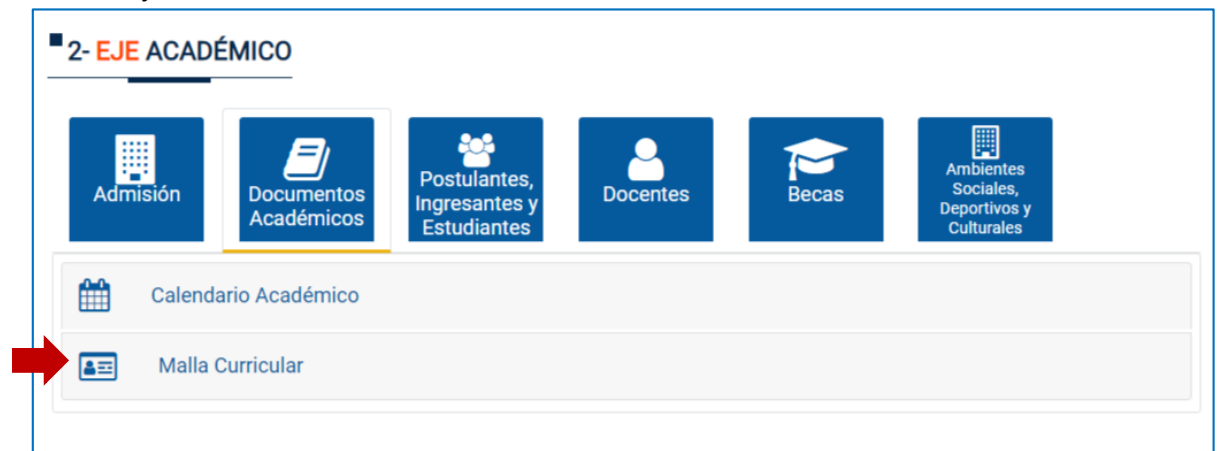 2- EJE ACADÉMICO
Admisión
Documentos
Académicos
Postulantes,
Ingresantes y
Estudiantes
Docentes
Becas
Ambientes
Sociales,
Deportivos y
Culturales
Calendario Académico
Malla Curricular